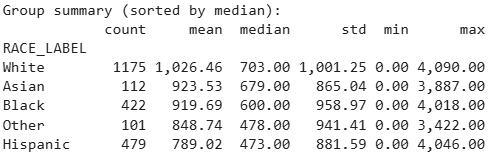 Group summary (sorted by median):
count mean median std min max
RACE_LABEL
White 1175 1,026.46 703.00 1,001.25 0.00 4,090.00
Asian 112 923.53 679.00 865.04 0.00 3,887.00
Black 422 919.69 600.00 958.97 0.00 4,018.00
Other 101 848.74 478.00 941.41 0.00 3,422.00
Hispanic 479 789.02 473.00 881.59 0.00 4,046.00